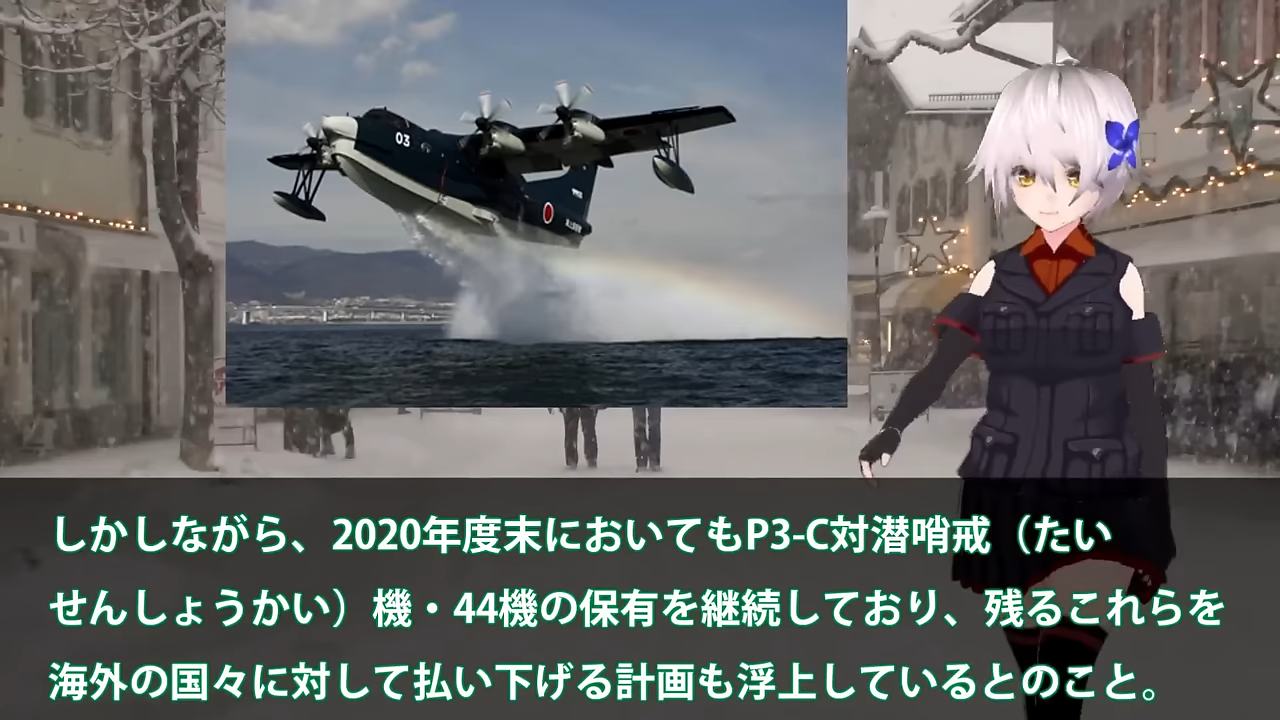 03
しかしながら、2020年度末においてもP3-C対潜哨戒（たい
せんしょうかい）機・44機の保有を継続しており、残るこれらを
海外の国々に対して払い下げる計画も浮上しているとのこと。